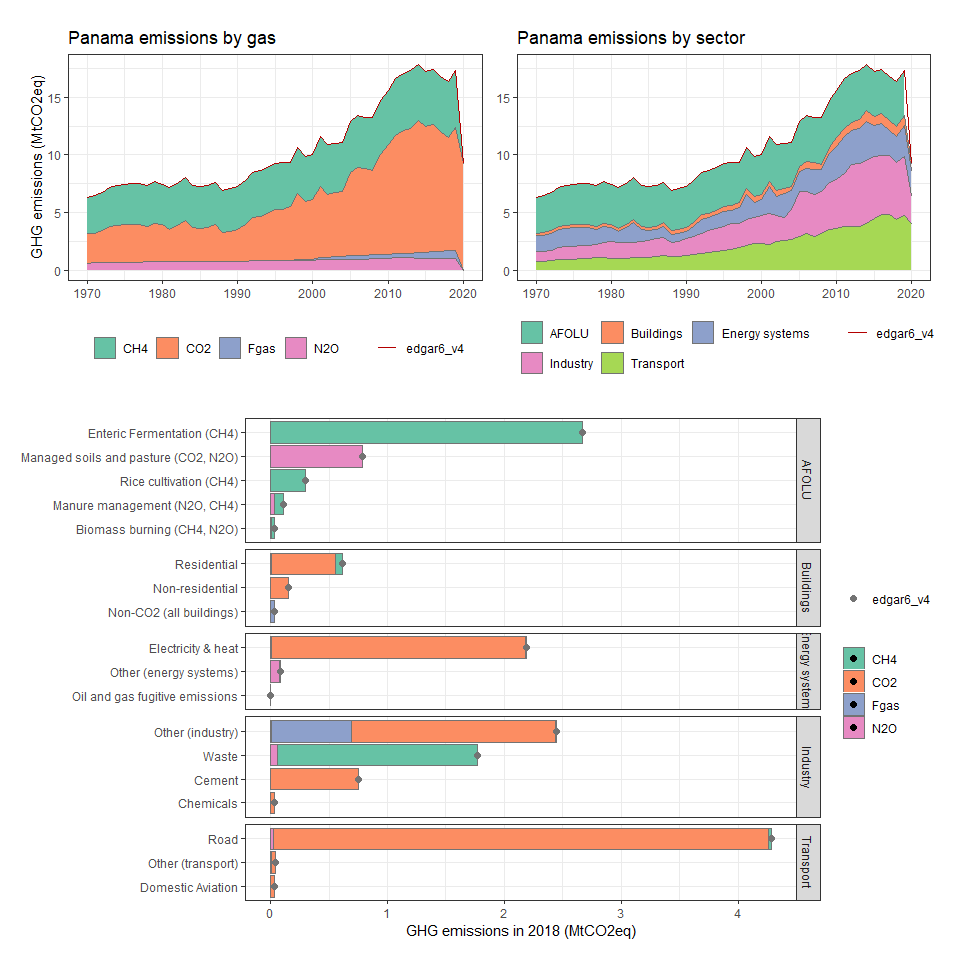 Panama emissions by gas
GHG emissions (MtCO2eq)
15
10
5
0
1970 1980 1990 2000 2010 2020
CH4 CO2 Fgas N2O edgar6_v4
Panama emissions by sector
15
10
5
0
1970 1980 1990 2000 2010 2020
AFOLU Buildings Energy systems edgar6_v4
Industry Transport
Enteric Fermentation (CH4)
Managed soils and pasture (CO2, N2O)
Rice cultivation (CH4)
Manure management (N2O, CH4)
Biomass burning (CH4, N2O)
AFOLU
Residential
Non-residential
Non-CO2 (all buildings)
Buildings
Electricity & heat
Other (energy systems)
Oil and gas fugitive emissions
Energy system
Other (industry)
Waste
Cement
Chemicals
Industry
Road
Other (transport)
Domestic Aviation
Transport
0 1 2 3 4
GHG emissions in 2018 (MtCO2eq)
edgar6_v4
CH4
CO2
Fgas
N2O